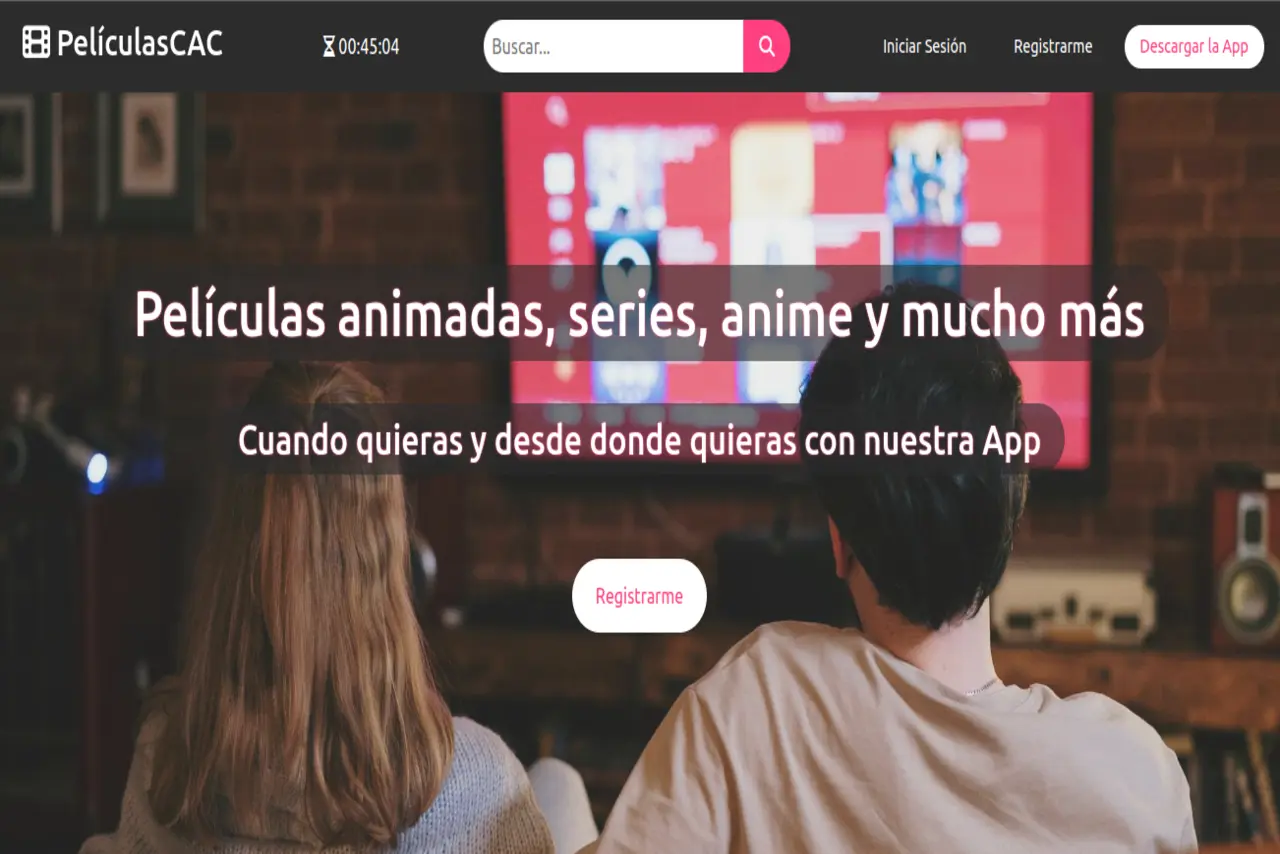 PelículasCAC
00:45:04
Buscar...
Iniciar Sesión
Registrarme
Descargar la App
Películas animadas, series, anime y mucho más
Cuando quieras y desde donde quieras con nuestra App
Registrarme